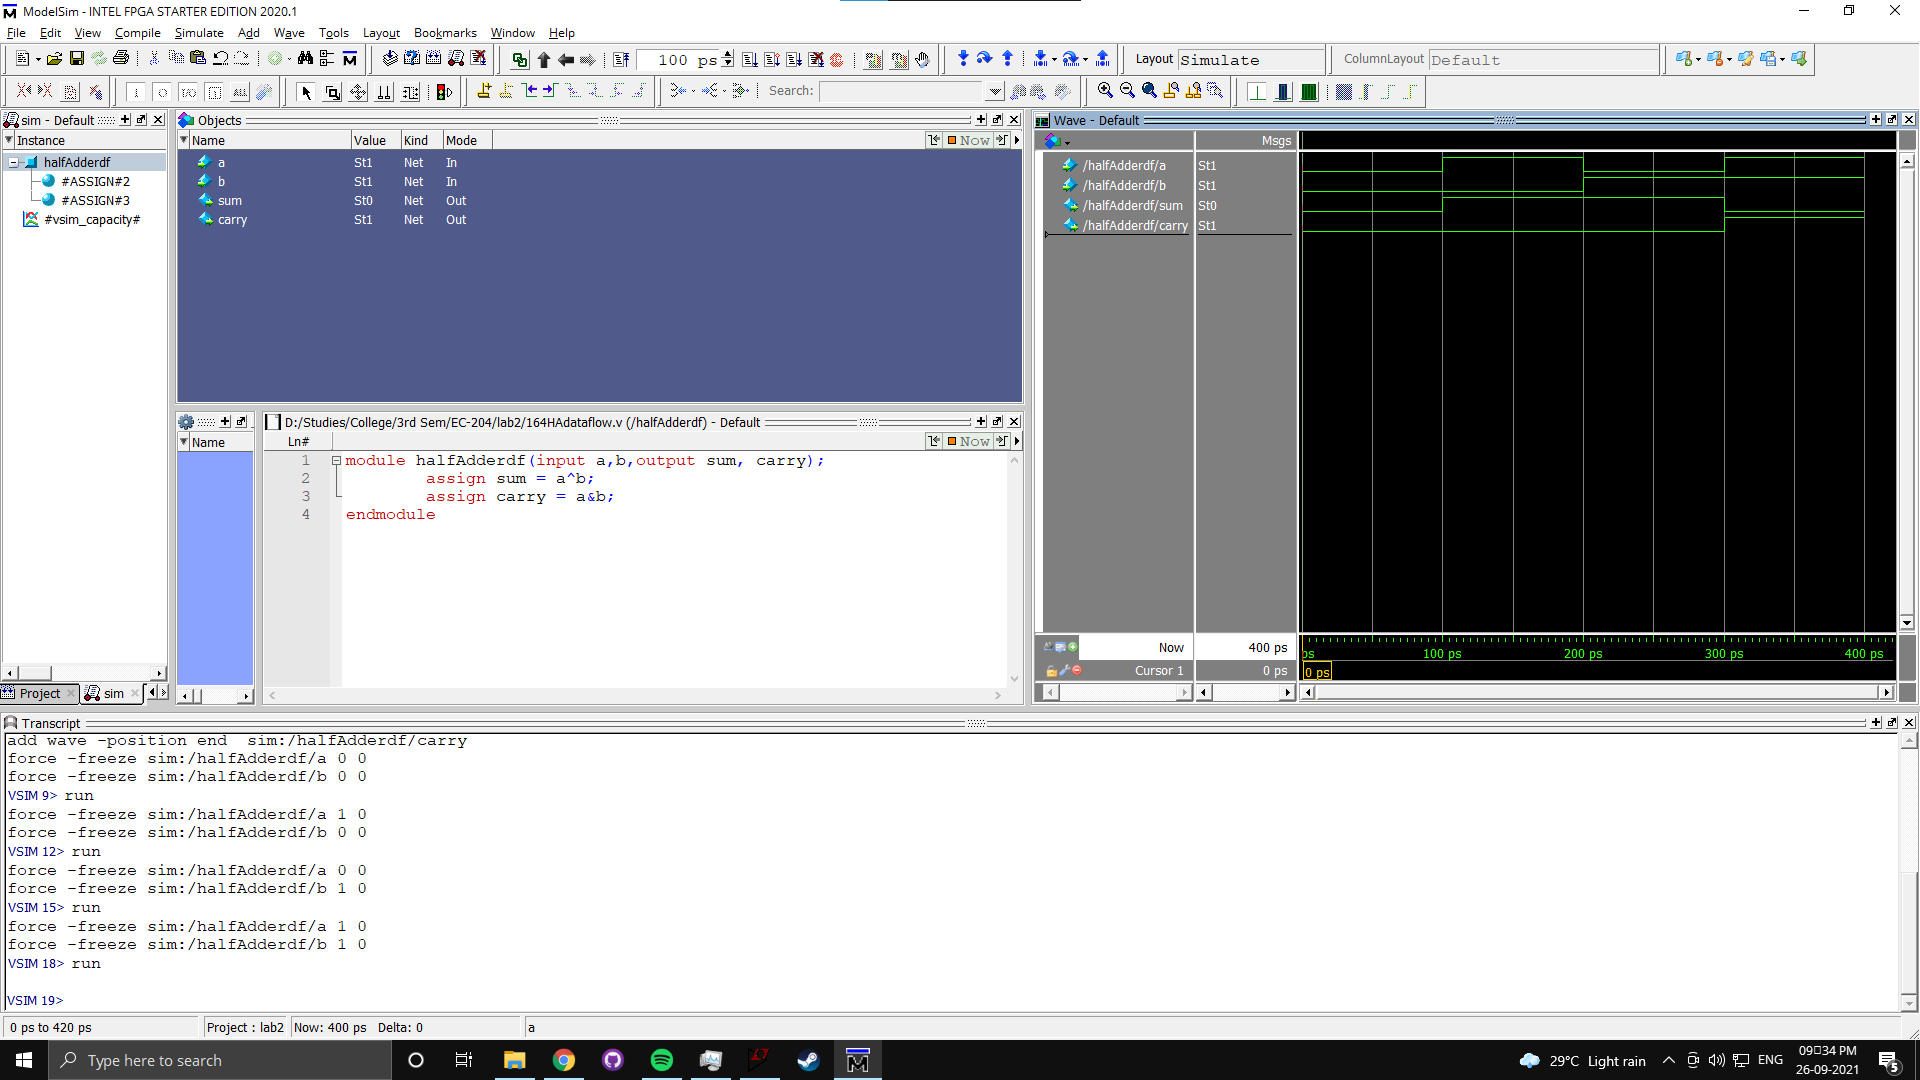 ModelSim - INTEL FPGA STARTER EDITION 2020.1
File Edit View Compile Simulate Add Wave Tools Layout Bookmarks Window Help
100 ps
Layout Simulate
ColumnLayout Default
Search:
sim - Default
Instance
halfAdderdf
#ASSIGN#2
#ASSIGN#3
#vsim_capacity#
Project
sim
Objects
Name Value Kind Mode
Now
a St1 Net In
b St1 Net In
sum St0 Net Out
carry St1 Net Out
Name
D:/Studies/College/3rd Sem/EC-204/lab2/164HAdataflow.v (/halfAdderdf) - Default
Ln#
Now
1 module halfAdderdf(input a,b,output sum, carry);
2 assign sum = a^b;
3 assign carry = a&b;
4 endmodule
Wave - Default
Msgs
/halfAdderdf/a St1
/halfAdderdf/b St1
/halfAdderdf/sum St0
/halfAdderdf/carry St1
Now 400 ps
Cursor 1 0 ps
ps 100 ps 200 ps 300 ps 400 ps
0 ps
Transcript
add wave -position end sim:/halfAdderdf/carry
force -freeze sim:/halfAdderdf/a 0 0
force -freeze sim:/halfAdderdf/b 0 0
VSIM 9> run
force -freeze sim:/halfAdderdf/a 1 0
force -freeze sim:/halfAdderdf/b 0 0
VSIM 12> run
force -freeze sim:/halfAdderdf/a 0 0
force -freeze sim:/halfAdderdf/b 1 0
VSIM 15> run
force -freeze sim:/halfAdderdf/a 1 0
force -freeze sim:/halfAdderdf/b 1 0
VSIM 18> run
VSIM 19>
0 ps to 420 ps
Project : lab2
Now: 400 ps Delta: 0
a
Type here to search
29°C Light rain
ENG
09□34 PM
26-09-2021
5